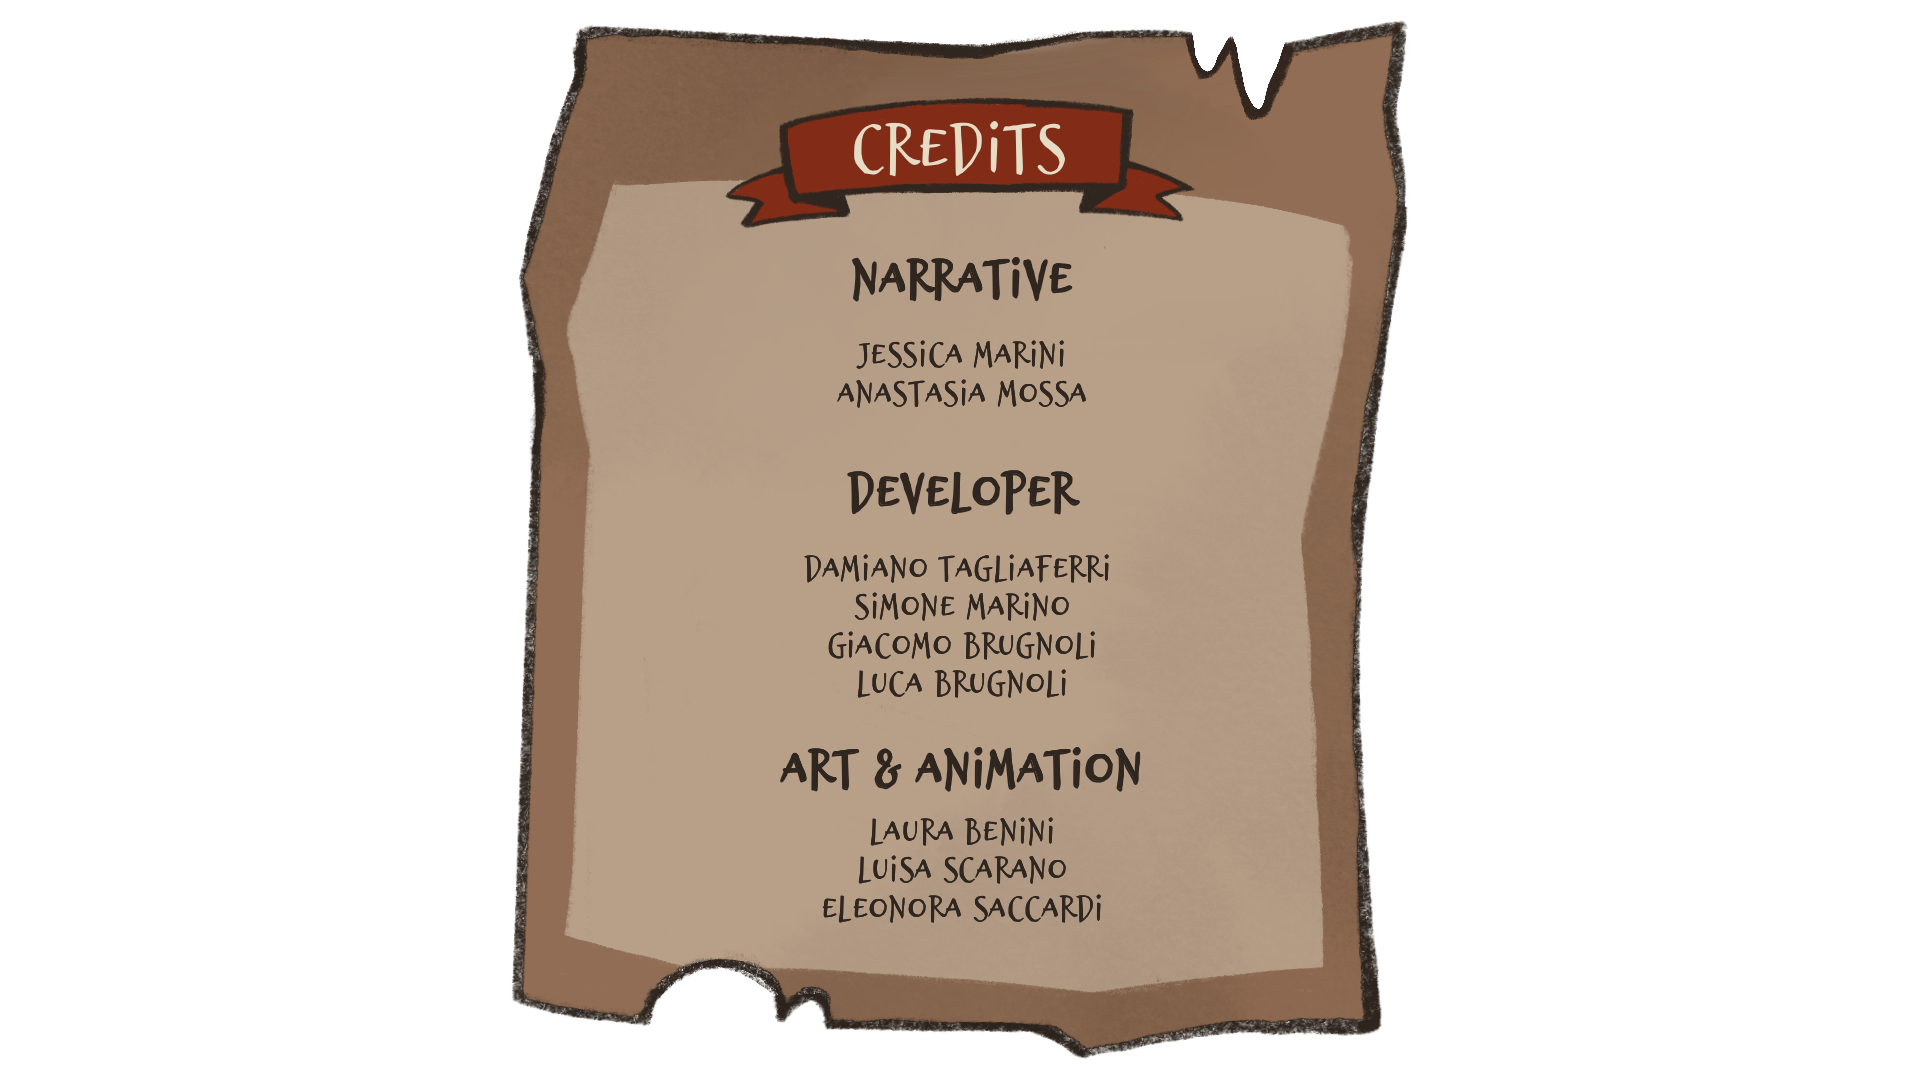 CREDiTS
NARRATiVE
JESSiCA MARiNi
ANASTASiA MOSSA
DEVELOPER
DAMiANO TAGLiAFERRi
SiMONE MARiNO
GiACOMO BRUGNOLi
LUCA BRUGNOLi
ART & ANiMATiON
LAURA BENiNi
LUiSA SCARANO
ELEONORA SACCARDi